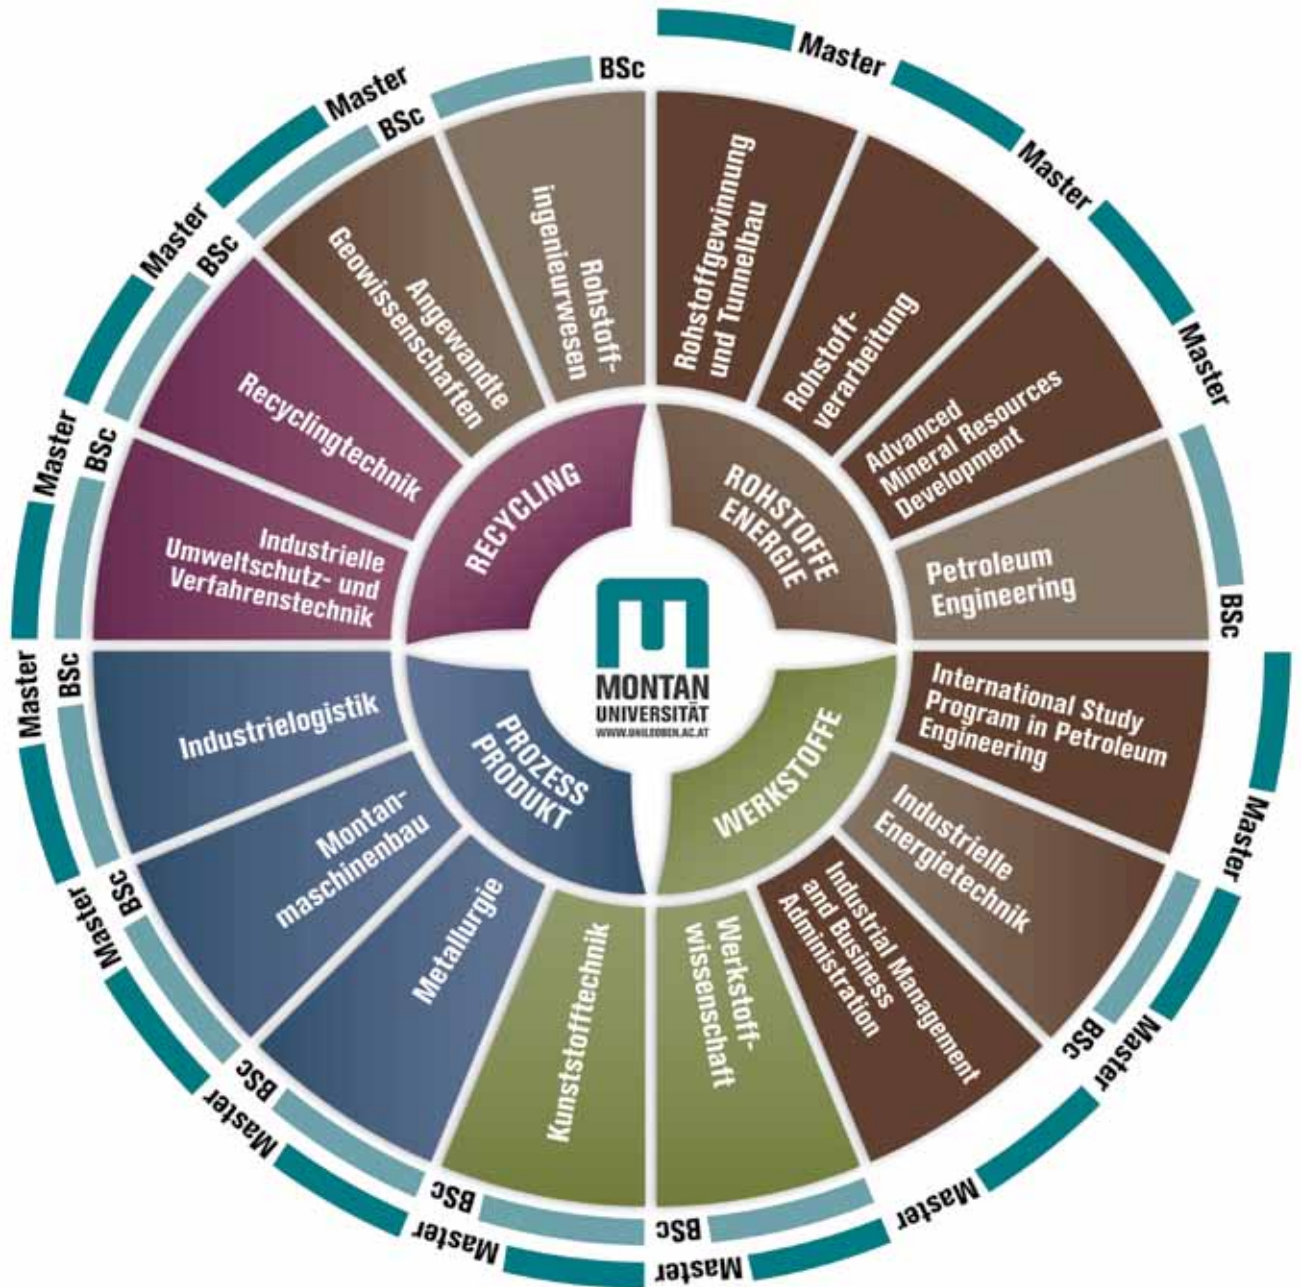 MONTAN
UNIVERSITÄT
WWW.UNILEOBEN.AC.AT
ROHSTOFFE
ENERGIE
WERKSTOFFE
PROZESS
PRODUKT
RECYCLING
Master
Rohstoffgewinnung
und Tunnelbau
Master
Rohstoff-
verarbeitung
Master
Advanced
Mineral Resources
Development
BSc
Petroleum
Engineering
Master
International Study
Program in Petroleum
Engineering
Master
BSc
Industrielle
Energietechnik
Master
Industrial Management
and Business
Administration
Master
BSc
Werkstoff-
wissenschaft
Master
BSc
Kunststofftechnik
Master
BSc
Metallurgie
Master
BSc
Montan-
maschinenbau
Master
BSc
Industrielogistik
Master
BSc
Industrielle
Umweltschutz- und
Verfahrenstechnik
Master
BSc
Recyclingtechnik
Master
BSc
Angewandte
Geowissenschaften
BSc
Rohstoff-
ingenieurwesen